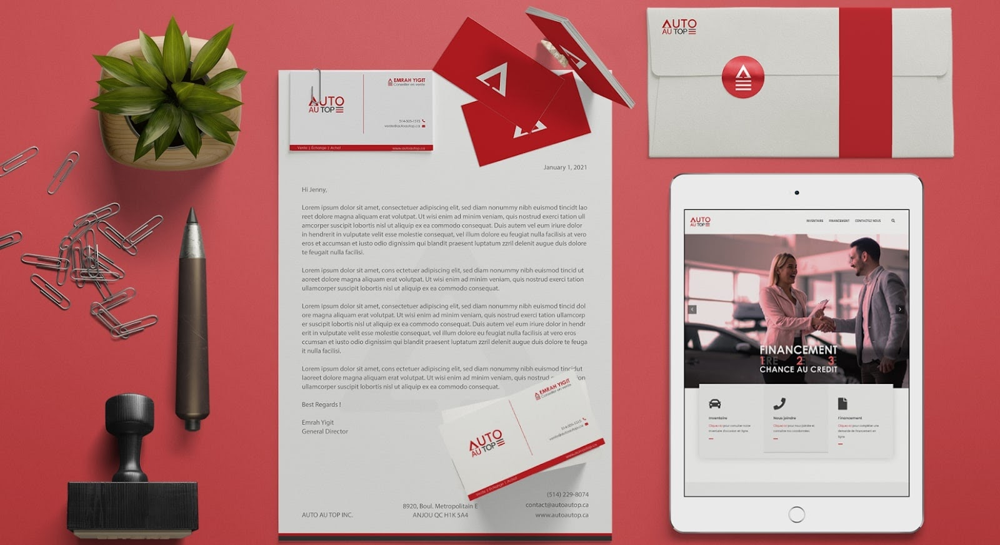 AUTO
AU TOP
EMRAH YIGIT
Conseiller en vente
514-505-1515
vente@autoautop.ca
Vente | Échange | Achat
www.autoautop.ca
January 1, 2021
Hi Jenny,
Lorem ipsum dolor sit amet, consectetuer adipiscing elit, sed diam nonummy nibh euismod tincidt lao
reet dolore magna aliquam erat volutpat. Ut wisi enim ad minim veniam, quis nostrud exerci tation ull
amcorper suscipit lobortis nisl ut aliquip ex ea commodo consequat. Duis autem vel eum iriure dolor
in hendrerit in vulputate velit esse molestie consequat, vel illum dolore eu feugiat nulla facilisis at vero
eros et accumsan et iusto odio dignissim qui blandit praesent luptatum zzril delenit augue duis dolore
te feugait nulla facilisi.
Lorem ipsum dolor sit amet, cons ectetuer adipiscing elit, sed diam nonummy nibh euismod tincidunt ut
laoreet dolore magna aliquam erat volutpat. Ut wisi enim ad minim veniam, quis nostrud exerci tation
ullamcorper suscipit lobortis nisl ut aliquip ex ea commodo consequat.
Lorem ipsum dolor sit amet, consectetuer adipiscing elit, sed diam nonummy nibh euismod tincidunt ut laoreet dol
ore magna aliquam erat volutpat. Ut wisi enim ad minim veniam, quis nostrud exerci tation ullamcorp
er suscipit lobortis nisl ut aliquip ex ea commodo consequat. Duis autem vel eum iriure dolor in hendr
erit in vulputate velit esse molestie consequat, vel illum dolore eu feugiat nulla facilisis at vero eros et a
ccumsan et iusto odio dignissim qui blandit praesent luptatum zzril delenit augue duis dolore te feuga
it nulla facilisi.
Lorem ipsum dolor sit amet, cons ectetuer adipiscing elit, sed diam nonummy nibh euismod tincidut
laoreet dolore magna aliquam erat volutpat. Ut wisi enim ad minim veniam, quis nostrud
ullamcorper suscipit lobortis nisl ut aliquip ex ea commodo consequat.
Best Regards !
Emrah Yigit
General Director
EMRAH YIGIT
Conseiller en vente
514-505-1515
vente@autoautop.ca
AUTO
AU TOP
www.autoautop.ca
Vente | Échange | Achat
AUTO AU TOP INC.
8920, Boul. Metropolitain E
ANJOU QC H1K 5A4
(514) 229-8074
contact@autoautop.ca
www.autoautop.ca
AUTO
AU TOP
AUTO
AU TOP
INVENTAIRE FINANCEMENT CONTACTEZ NOUS
FINANCEMENT
1ÈRE 2 3
CHANCE AU CREDIT
Inventaire
Cliquez-ici pour consulter notre
inventaire d'occasion en ligne
Nous joindre
Cliquez-ici pour nous joindre et
connaitre nos coordonnées.
Financement
Cliquez-ici pour compléter une
demande de financement en
ligne